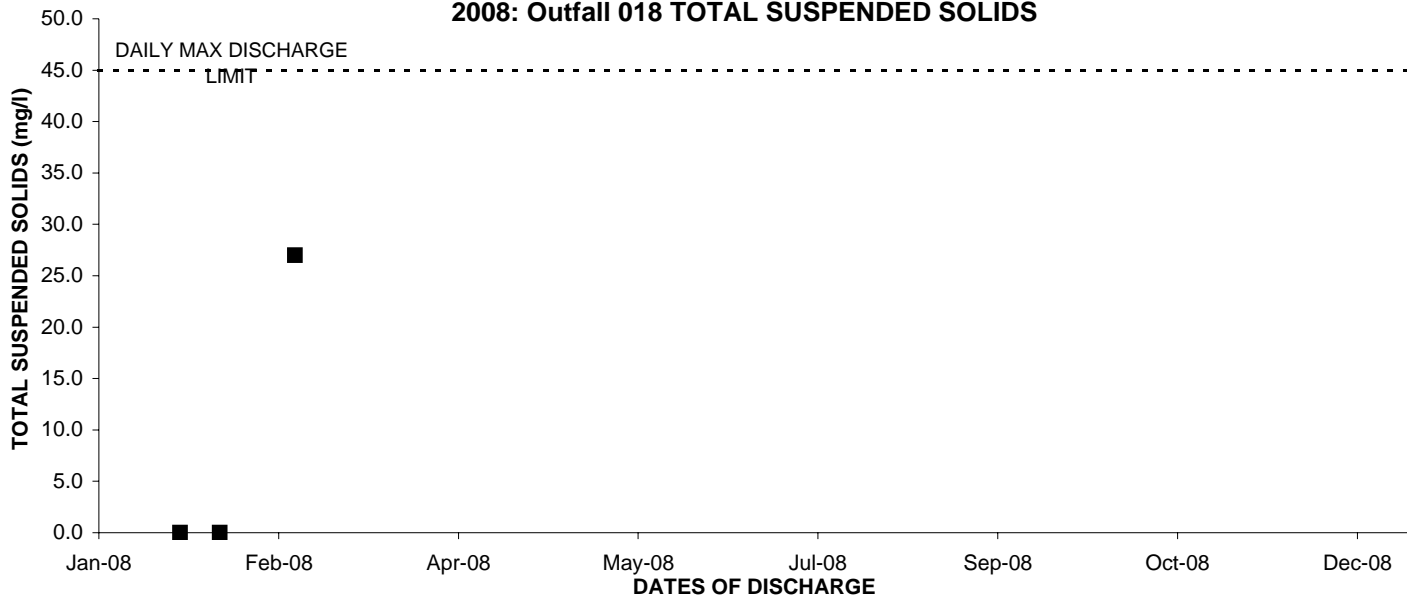 2008: Outfall 018 TOTAL SUSPENDED SOLIDS
TOTAL SUSPENDED SOLIDS (mg/l)
50.0
45.0
40.0
35.0
30.0
25.0
20.0
15.0
10.0
5.0
0.0
DAILY MAX DISCHARGE
LIMIT
Jan-08 Feb-08 Apr-08 May-08 Jul-08 Sep-08 Oct-08 Dec-08
DATES OF DISCHARGE